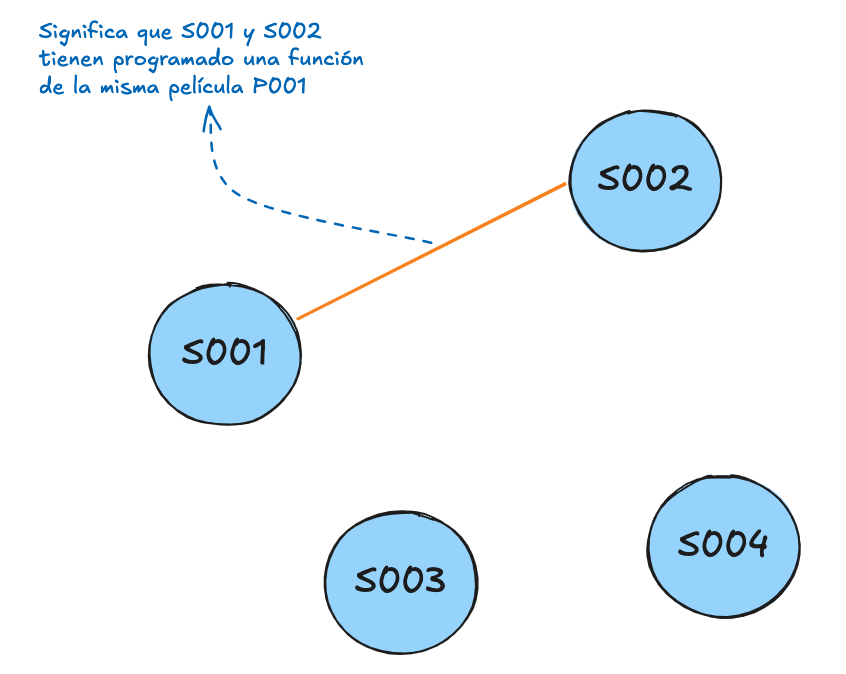 Significa que S001 y S002
tienen programado una función
de la misma película P001
S002
S001
S004
S003